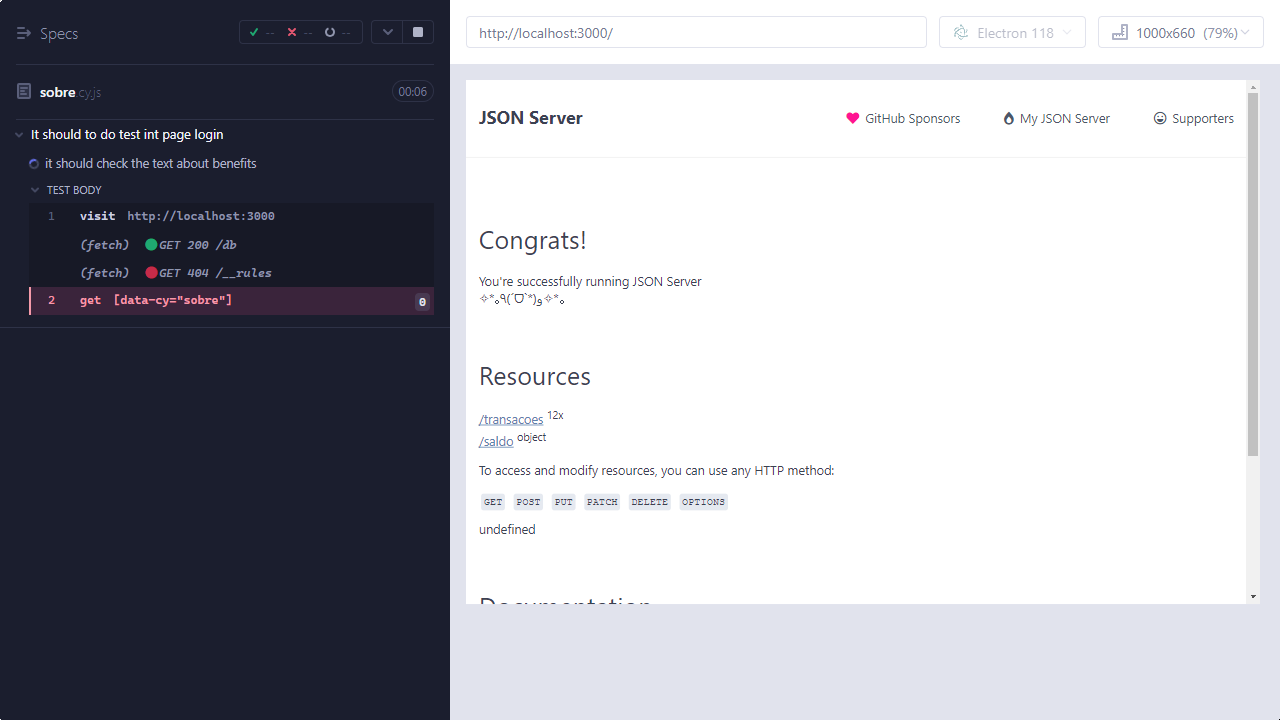 Specs
-- -- --
sobre.cy.js 00:06
It should to do test int page login
it should check the text about benefits
TEST BODY
1 visit http://localhost:3000
(fetch) GET 200 /db
(fetch) GET 404 /__rules
2 get [data-cy="sobre"] 0
http://localhost:3000/
Electron 118
1000x660 (79%)
JSON Server
GitHub Sponsors
My JSON Server
Supporters
Congrats!
You're successfully running JSON Server
✧*｡٩(ˊᗜˋ*)و✧*｡
Resources
/transacoes 12x
/saldo object
To access and modify resources, you can use any HTTP method:
GET POST PUT PATCH DELETE OPTIONS
undefined
Documentation